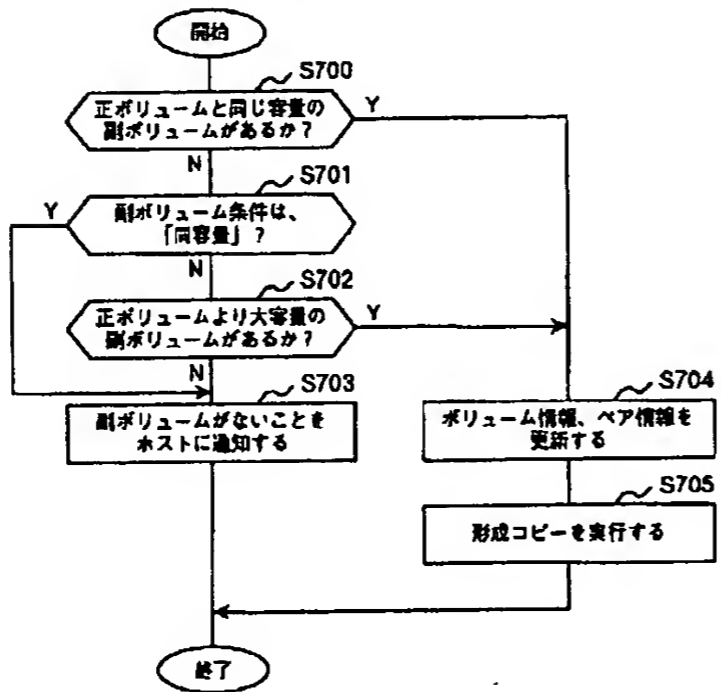 開始
S700
正ボリュームと同じ容量の
副ボリュームがあるか?
Y
N
S701
副ボリューム条件は、
「同容量」?
Y
N
S702
正ボリュームより大容量の
副ボリュームがあるか?
Y
N
S703
副ボリュームがないことを
ホストに通知する
S704
ボリューム情報、ペア情報を
更新する
S705
形成コピーを実行する
終了